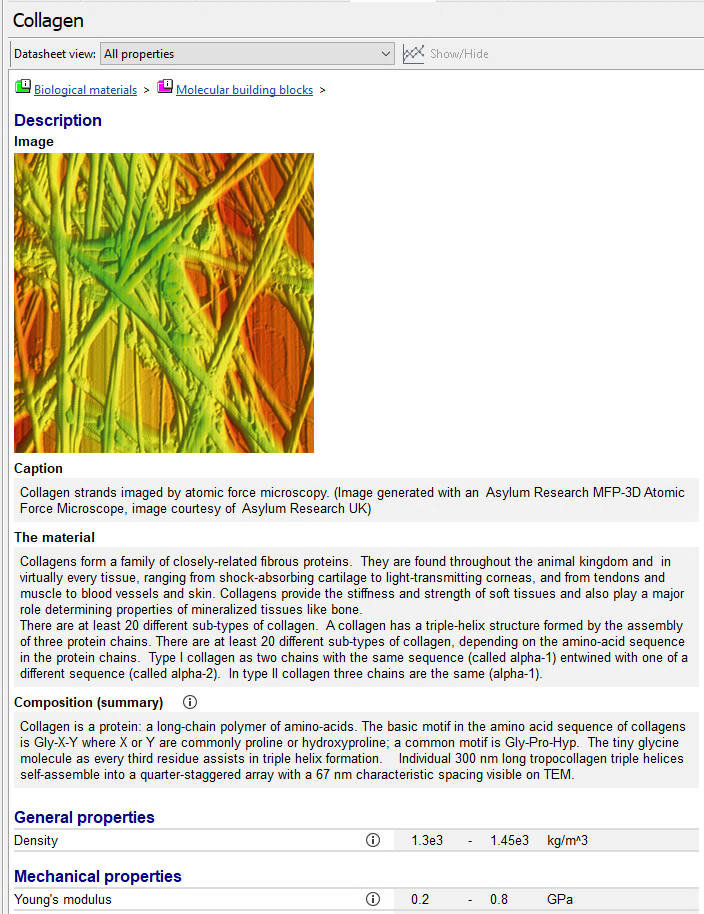 Collagen
Datasheet view: All properties Show/Hide
Biological materials > Molecular building blocks >
Description
Image
Caption
Collagen strands imaged by atomic force microscopy. (Image generated with an Asylum Research MFP-3D Atomic
Force Microscope, image courtesy of Asylum Research UK)
The material
Collagens form a family of closely-related fibrous proteins. They are found throughout the animal kingdom and in
virtually every tissue, ranging from shock-absorbing cartilage to light-transmitting corneas, and from tendons and
muscle to blood vessels and skin. Collagens provide the stiffness and strength of soft tissues and also play a major
role determining properties of mineralized tissues like bone.
There are at least 20 different sub-types of collagen. A collagen has a triple-helix structure formed by the assembly
of three protein chains. There are at least 20 different sub-types of collagen, depending on the amino-acid sequence
in the protein chains. Type I collagen as two chains with the same sequence (called alpha-1) entwined with one of a
different sequence (called alpha-2). In type II collagen three chains are the same (alpha-1).
Composition (summary)
Collagen is a protein: a long-chain polymer of amino-acids. The basic motif in the amino acid sequence of collagens
is Gly-X-Y where X or Y are commonly proline or hydroxyproline; a common motif is Gly-Pro-Hyp. The tiny glycine
molecule as every third residue assists in triple helix formation. Individual 300 nm long tropocollagen triple helices
self-assemble into a quarter-staggered array with a 67 nm characteristic spacing visible on TEM.
General properties
Density 1.3e3 - 1.45e3 kg/m^3
Mechanical properties
Young's modulus 0.2 - 0.8 GPa